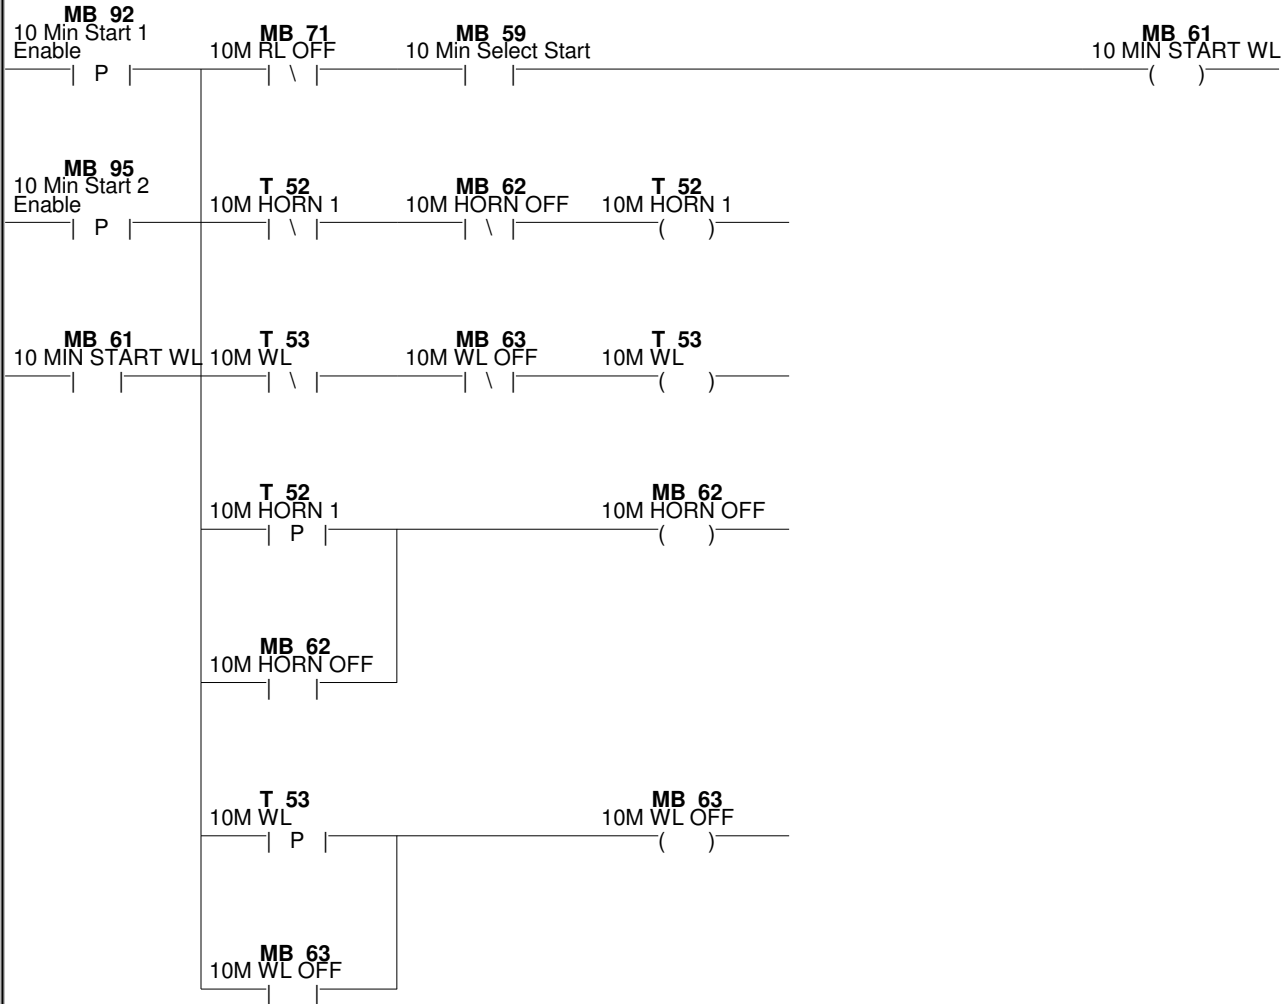 MB 92
10 Min Start 1
Enable
P
MB 71
10M RL OFF
\
MB 59
10 Min Select Start
MB 61
10 MIN START WL
( )
MB 95
10 Min Start 2
Enable
P
T 52
10M HORN 1
\
MB 62
10M HORN OFF
\
T 52
10M HORN 1
( )
MB 61
10 MIN START WL
T 53
10M WL
\
MB 63
10M WL OFF
\
T 53
10M WL
( )
T 52
10M HORN 1
P
MB 62
10M HORN OFF
( )
MB 62
10M HORN OFF
T 53
10M WL
P
MB 63
10M WL OFF
( )
MB 63
10M WL OFF